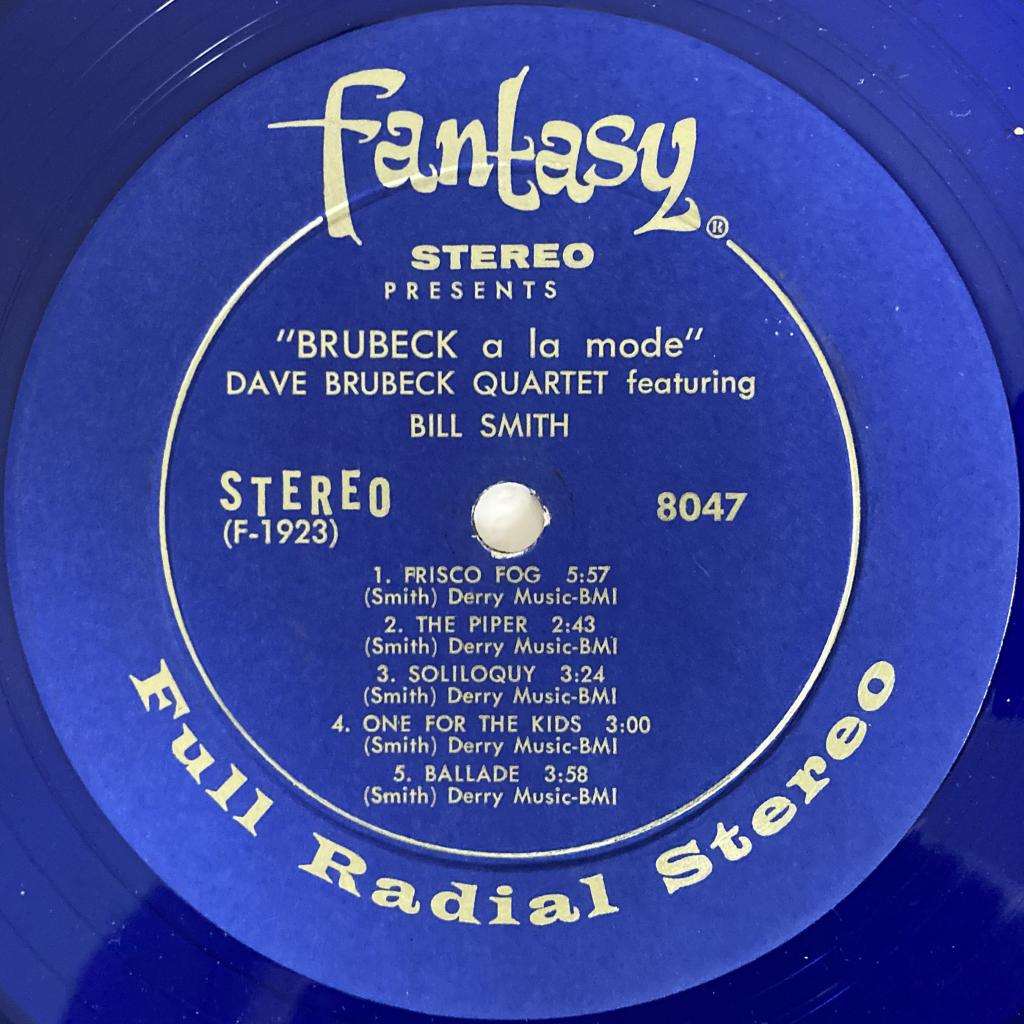 fantasy®
STEREO
PRESENTS
"BRUBECK a la mode"
DAVE BRUBECK QUARTET featuring
BILL SMITH
STEREO
(F-1923)
8047
1. FRISCO FOG 5:57
(Smith) Derry Music-BMI
2. THE PIPER 2:43
(Smith) Derry Music-BMI
3. SOLILOQUY 3:24
(Smith) Derry Music-BMI
4. ONE FOR THE KIDS 3:00
(Smith) Derry Music-BMI
5. BALLADE 3:58
(Smith) Derry Music-BMI
Full Radial Stereo